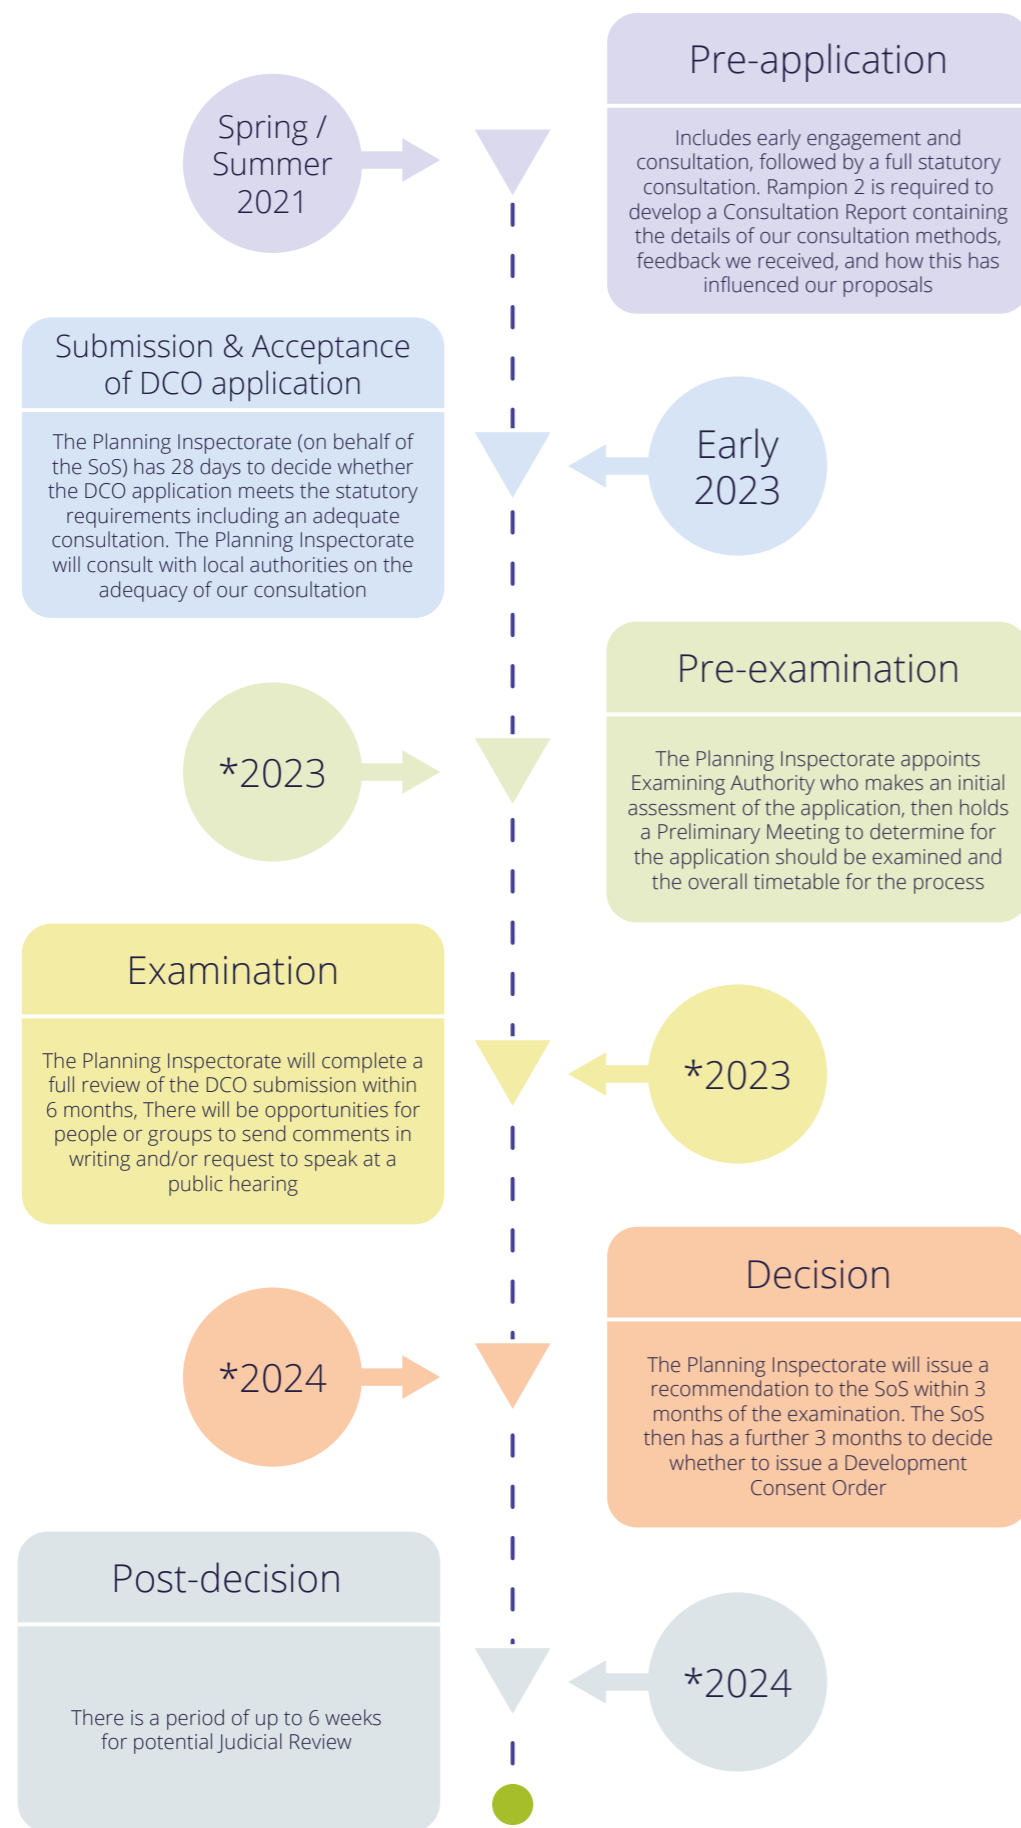 Spring /
Summer
2021
Pre-application
Includes early engagement and
consultation, followed by a full statutory
consultation. Rampion 2 is required to
develop a Consultation Report containing
the details of our consultation methods,
feedback we received, and how this has
influenced our proposals
Submission & Acceptance
of DCO application
The Planning Inspectorate (on behalf of
the SoS) has 28 days to decide whether
the DCO application meets the statutory
requirements including an adequate
consultation. The Planning Inspectorate
will consult with local authorities on the
adequacy of our consultation
Early
2023
*2023
Pre-examination
The Planning Inspectorate appoints
Examining Authority who makes an initial
assessment of the application, then holds
a Preliminary Meeting to determine for
the application should be examined and
the overall timetable for the process
Examination
The Planning Inspectorate will complete a
full review of the DCO submission within
6 months, There will be opportunities for
people or groups to send comments in
writing and/or request to speak at a
public hearing
*2023
*2024
Decision
The Planning Inspectorate will issue a
recommendation to the SoS within 3
months of the examination. The SoS
then has a further 3 months to decide
whether to issue a Development
Consent Order
Post-decision
There is a period of up to 6 weeks
for potential Judicial Review
*2024